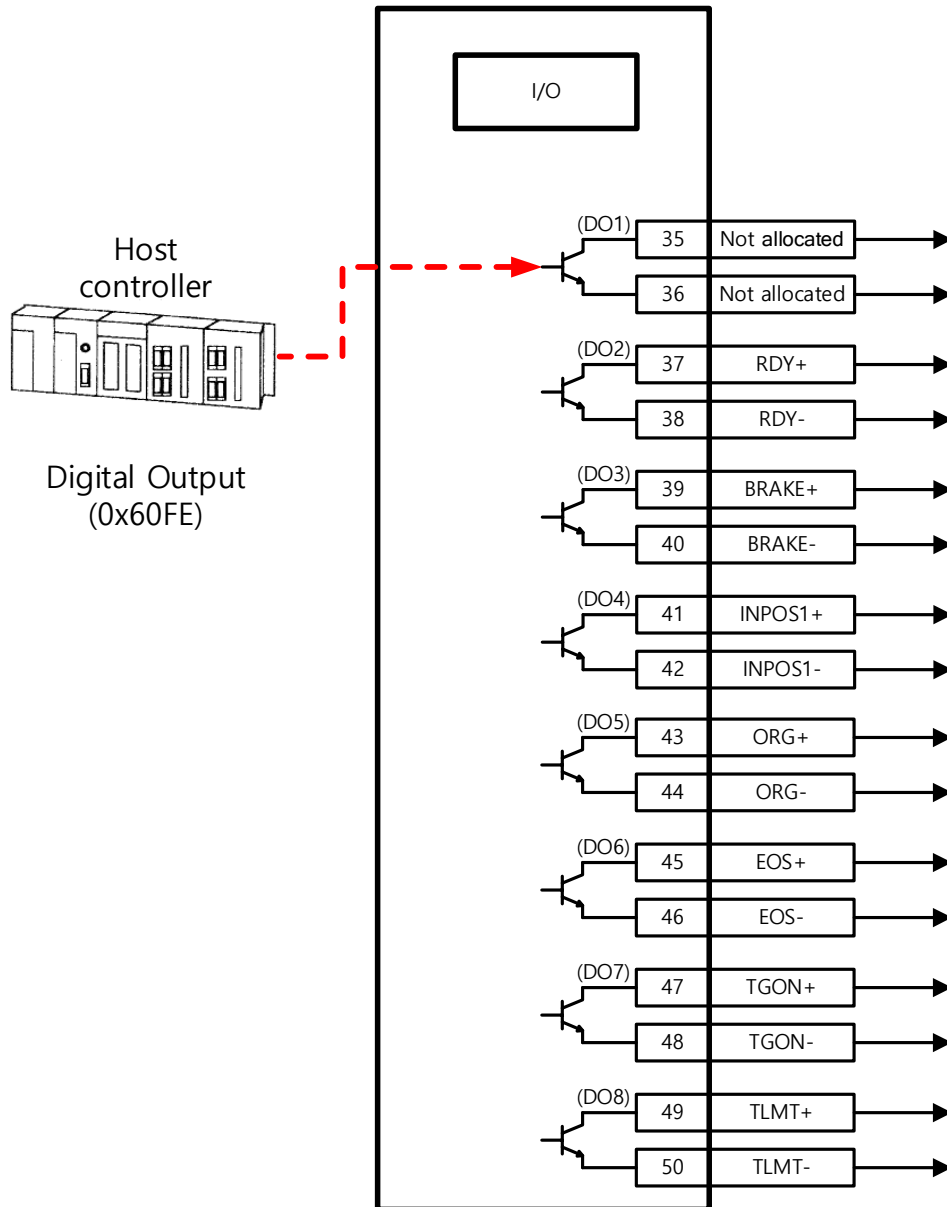 I/O
Host
controller
Digital Output
(0x60FE)
(DO1)
35 Not allocated
36 Not allocated
(DO2)
37 RDY+
38 RDY-
(DO3)
39 BRAKE+
40 BRAKE-
(DO4)
41 INPOS1+
42 INPOS1-
(DO5)
43 ORG+
44 ORG-
(DO6)
45 EOS+
46 EOS-
(DO7)
47 TGON+
48 TGON-
(DO8)
49 TLMT+
50 TLMT-